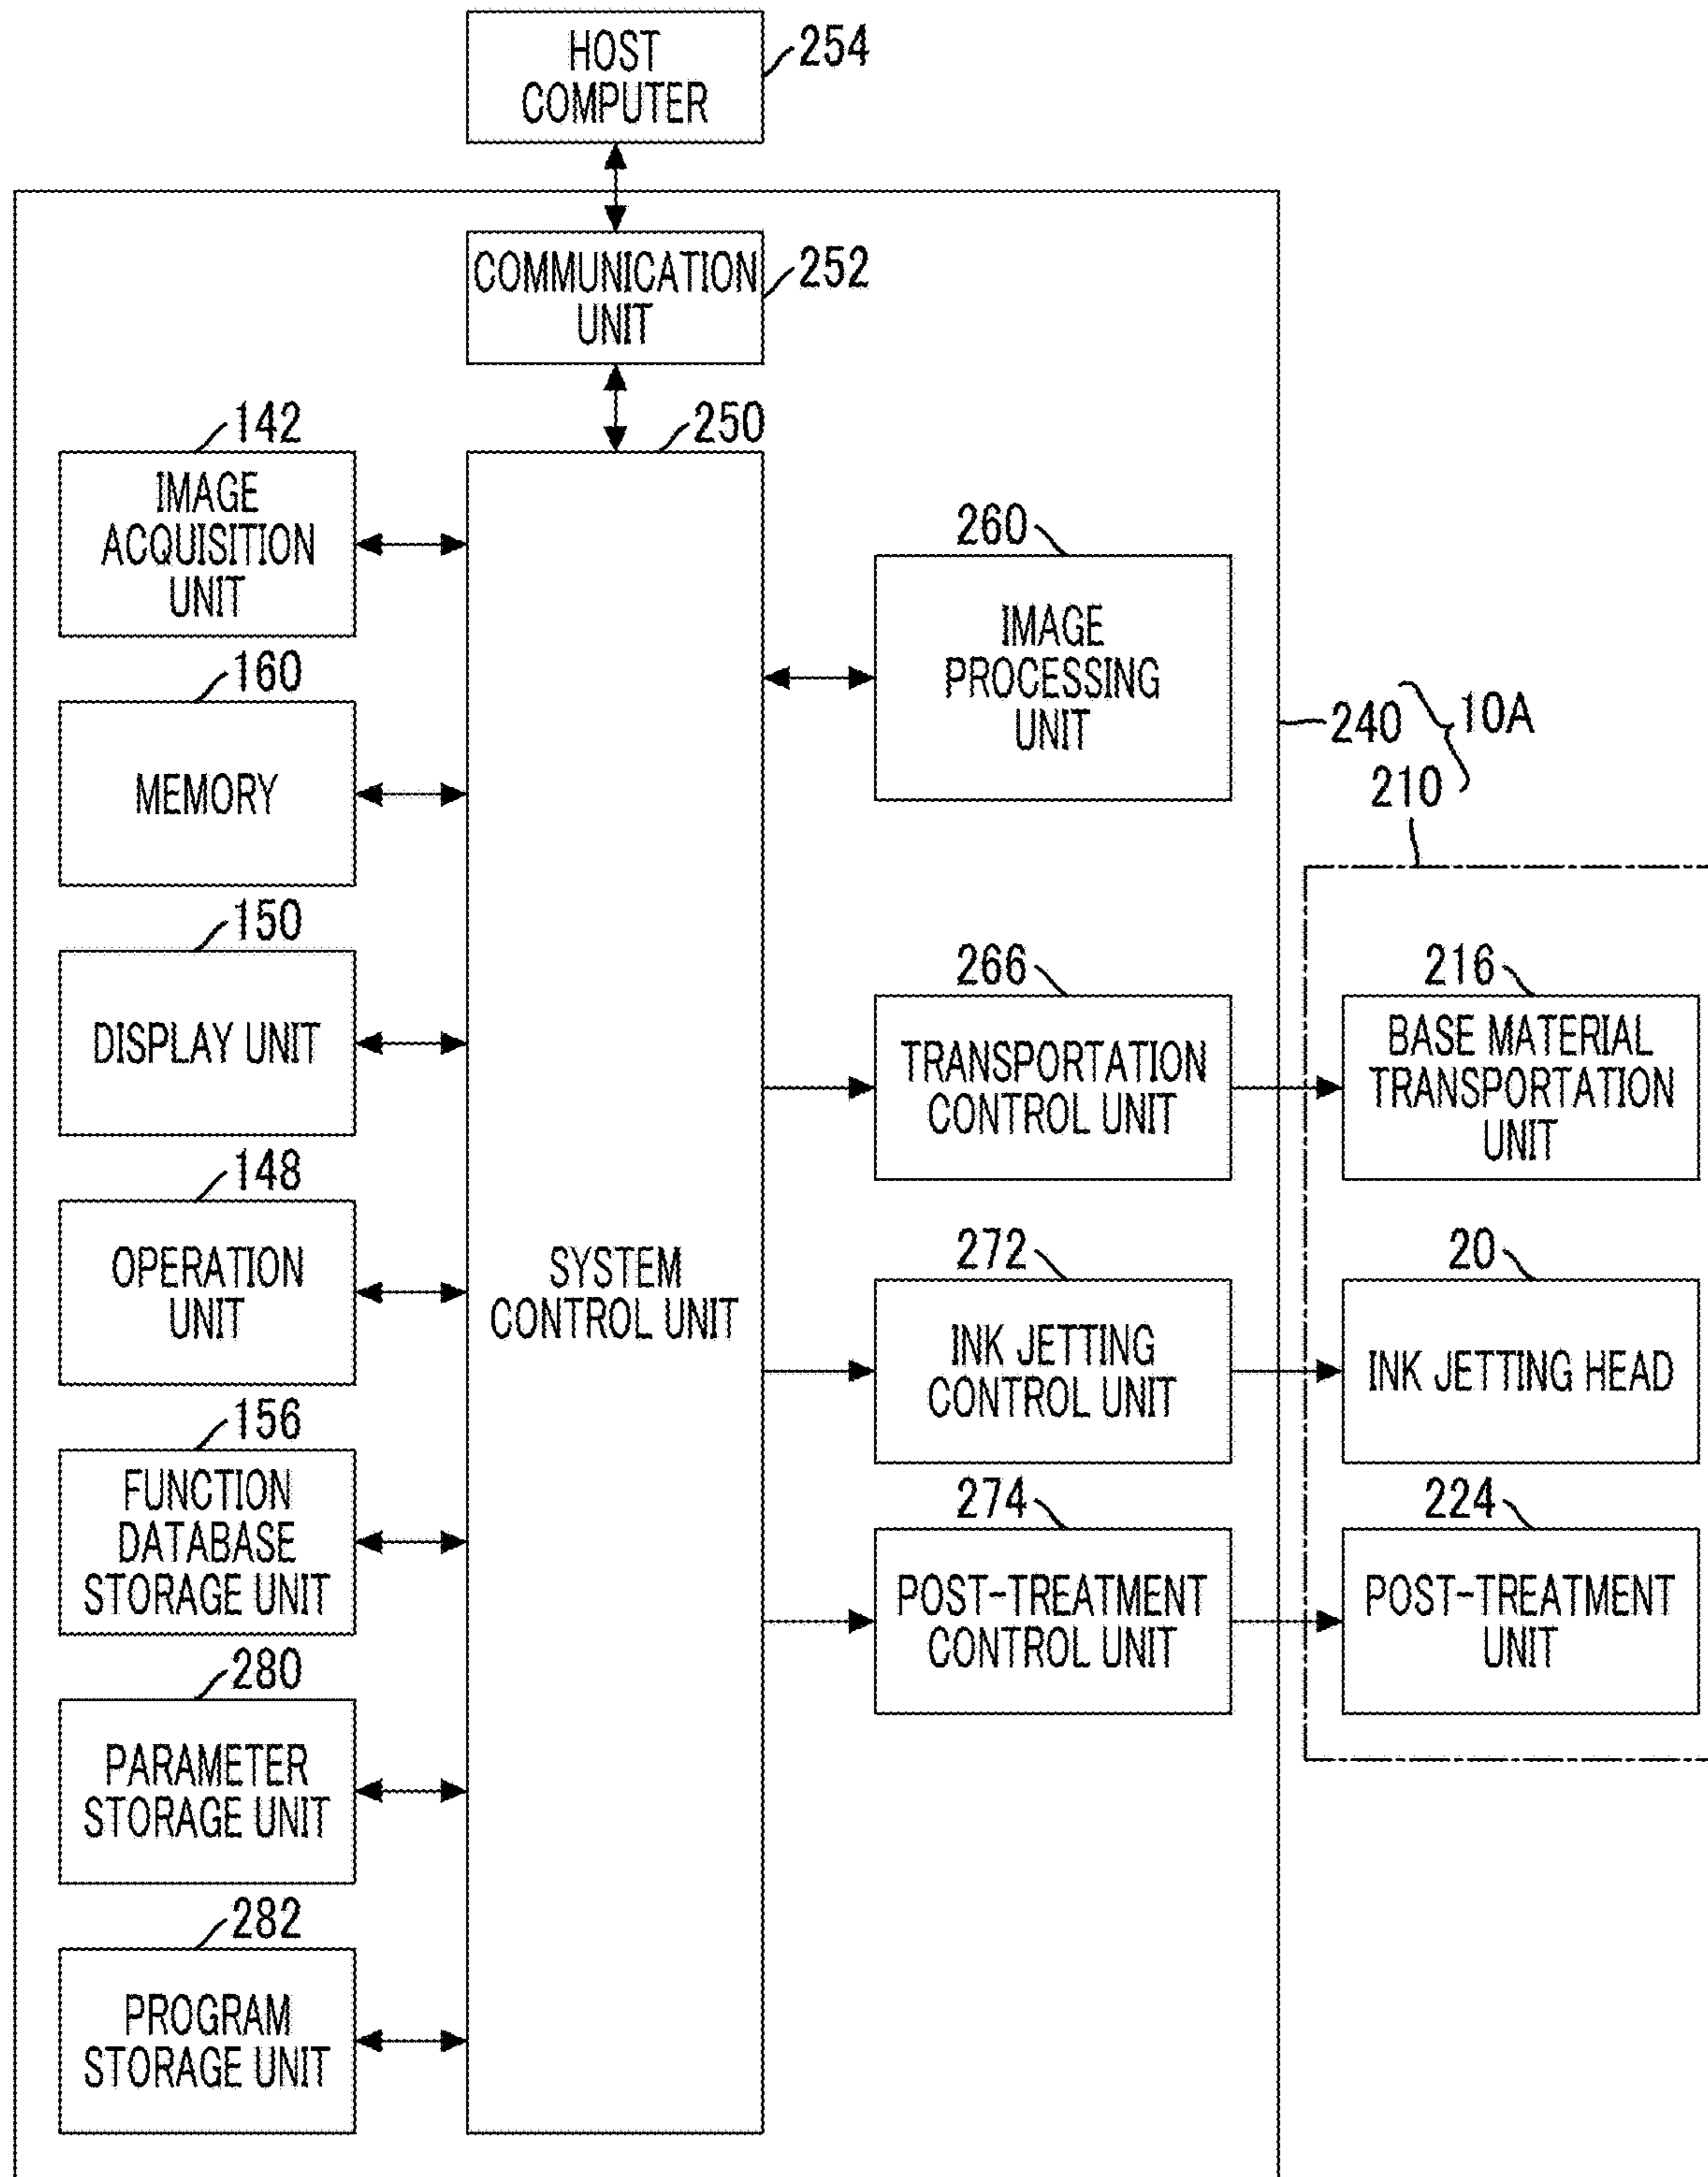 HOST
COMPUTER
254
COMMUNICATION
UNIT
252
142
IMAGE
ACQUISITION
UNIT
160
MEMORY
150
DISPLAY UNIT
148
OPERATION
UNIT
156
FUNCTION
DATABASE
STORAGE UNIT
280
PARAMETER
STORAGE UNIT
282
PROGRAM
STORAGE UNIT
250
SYSTEM
CONTROL UNIT
260
IMAGE
PROCESSING
UNIT
240
10A
210
266
TRANSPORTATION
CONTROL UNIT
216
BASE MATERIAL
TRANSPORTATION
UNIT
272
INK JETTING
CONTROL UNIT
20
INK JETTING HEAD
274
POST-TREATMENT
CONTROL UNIT
224
POST-TREATMENT
UNIT